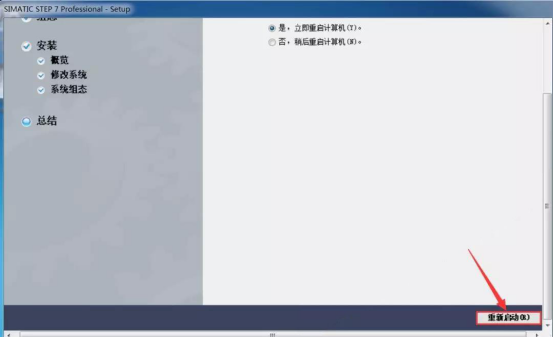 SIMATIC STEP 7 Professional - Setup
是，立即重启计算机(Y)。
否，稍后重启计算机(N)。
安装
概览
修改系统
系统组态
总结
重新启动(R)